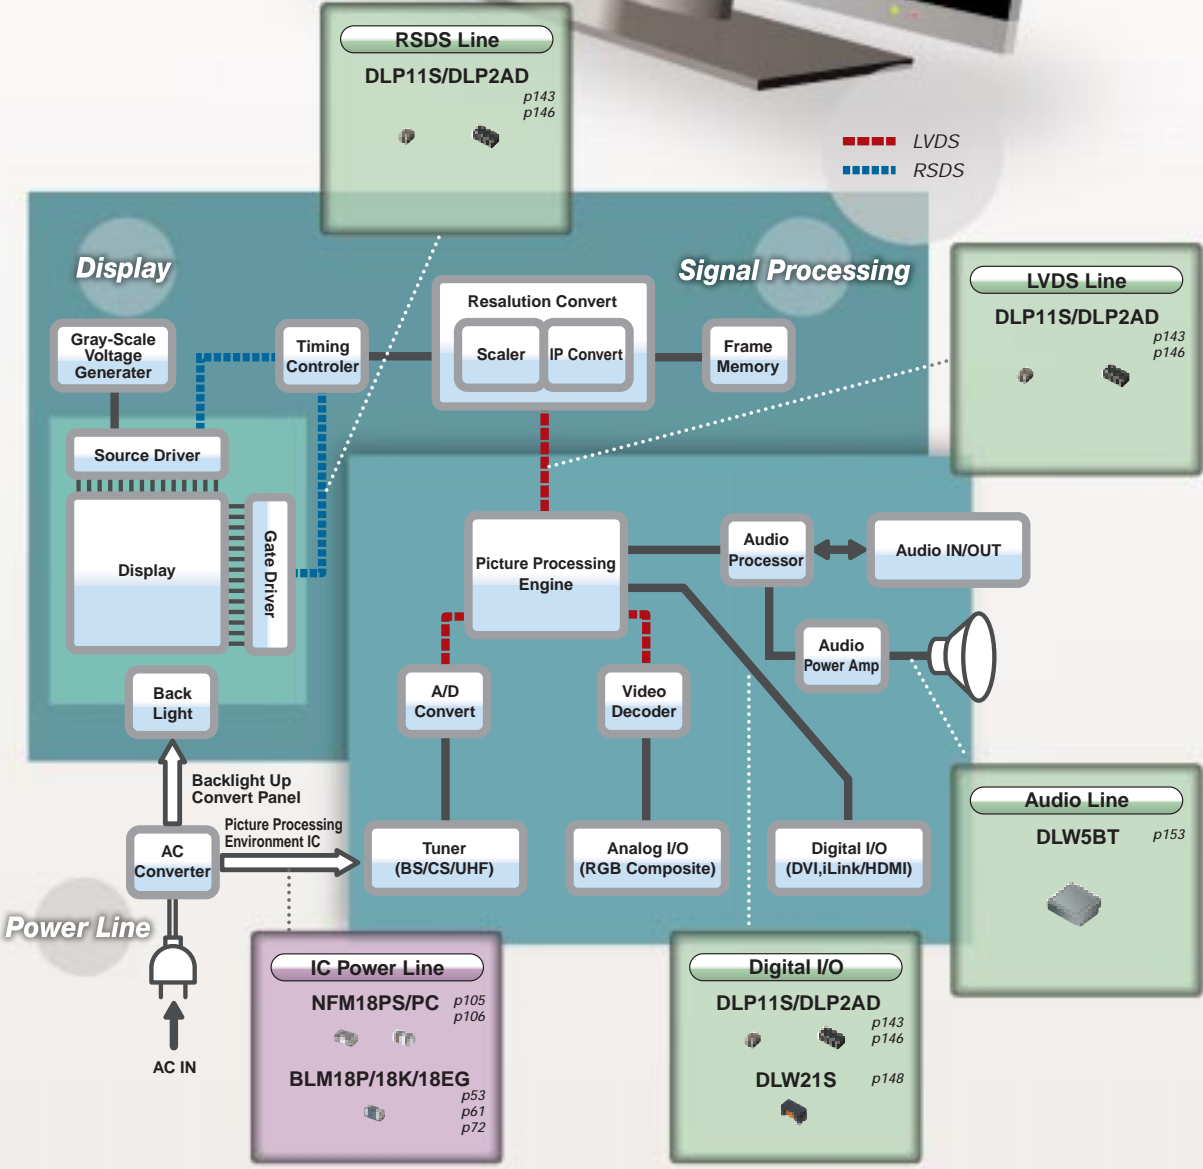 RSDS Line
DLP11S/DLP2AD
p143
p146
LVDS
RSDS
Display
Signal Processing
LVDS Line
DLP11S/DLP2AD
p143
p146
Gray-Scale
Voltage
Generater
Timing
Controler
Resalution Convert
Scaler
IP Convert
Frame
Memory
Source Driver
Display
Gate Driver
Picture Processing
Engine
Audio
Processor
Audio IN/OUT
Audio
Power Amp
Back
Light
A/D
Convert
Video
Decoder
Backlight Up
Convert Panel
Picture Processing
Environment IC
AC
Converter
Tuner
(BS/CS/UHF)
Analog I/O
(RGB Composite)
Digital I/O
(DVI,iLink/HDMI)
Audio Line
DLW5BT
p153
Power Line
AC IN
IC Power Line
NFM18PS/PC
p105
p106
BLM18P/18K/18EG
p53
p61
p72
Digital I/O
DLP11S/DLP2AD
p143
p146
DLW21S
p148